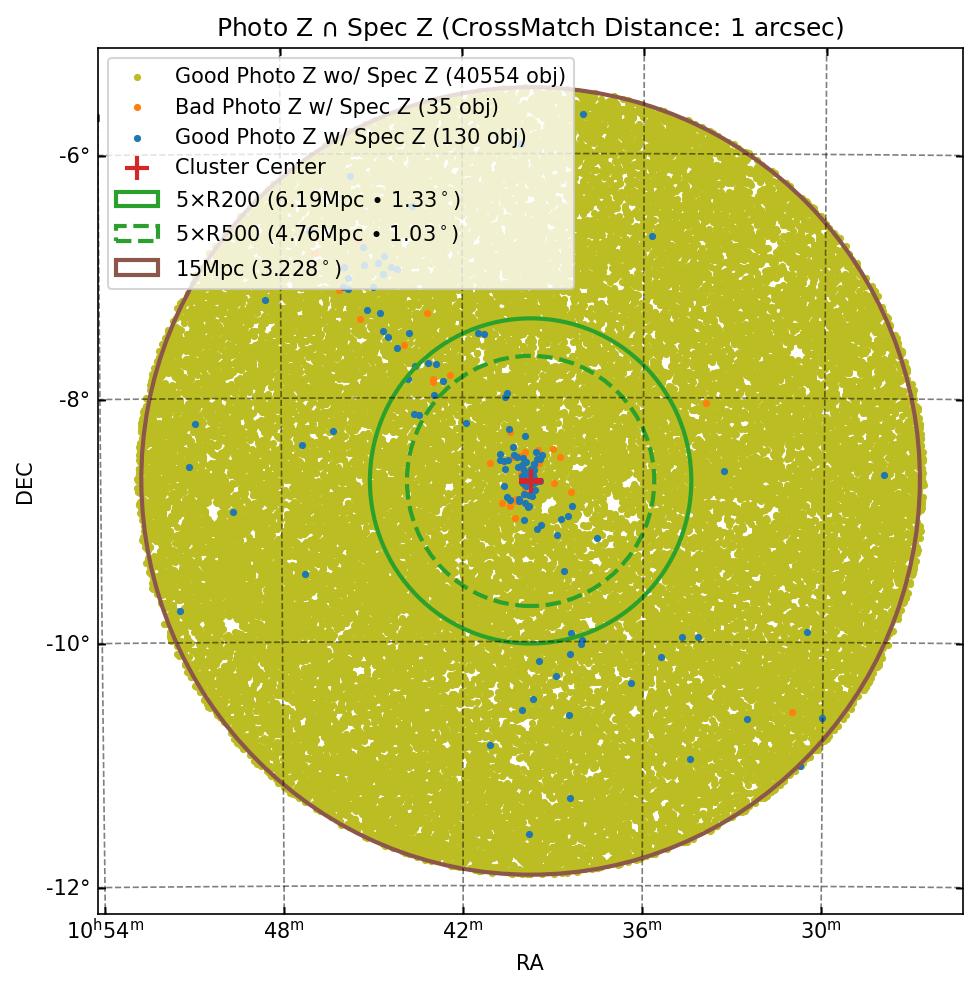 Photo Z ∩ Spec Z (CrossMatch Distance: 1 arcsec)
Good Photo Z wo/ Spec Z (40554 obj)
Bad Photo Z w/ Spec Z (35 obj)
Good Photo Z w/ Spec Z (130 obj)
Cluster Center
5×R200 (6.19Mpc • 1.33°)
5×R500 (4.76Mpc • 1.03°)
15Mpc (3.228°)
-6°
-8°
-10°
-12°
DEC
10h54m 48m 42m 36m 30m
RA